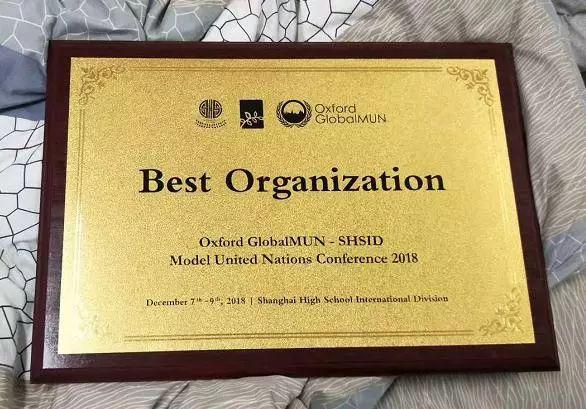 Oxford
GlobalMUN
Best Organization
Oxford GlobalMUN - SHSID
Model United Nations Conference 2018
December 7th -9th, 2018 | Shanghai High School International Division